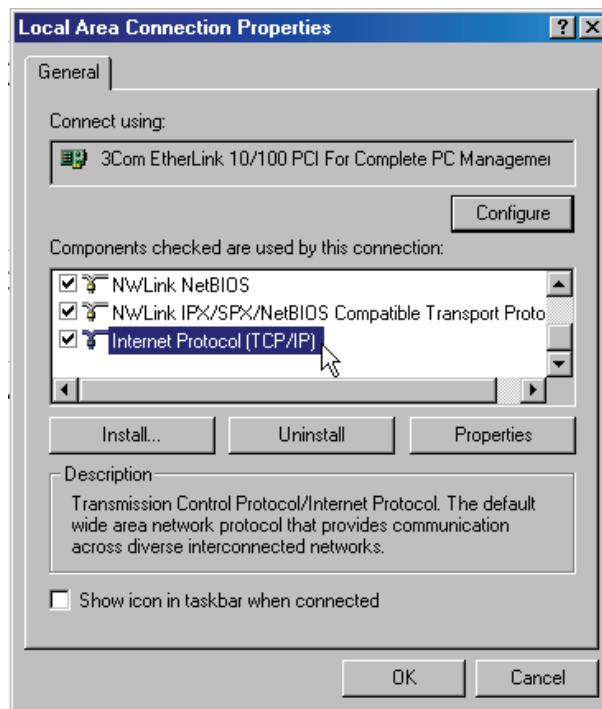 Local Area Connection Properties
General
Connect using:
3Com EtherLink 10/100 PCI For Complete PC Managemer
Configure
Components checked are used by this connection:
NWLink NetBIOS
NWLink IPX/SPX/NetBIOS Compatible Transport Proto
Internet Protocol (TCP/IP)
Install...
Uninstall
Properties
Description
Transmission Control Protocol/Internet Protocol. The default
wide area network protocol that provides communication
across diverse interconnected networks.
Show icon in taskbar when connected
OK
Cancel